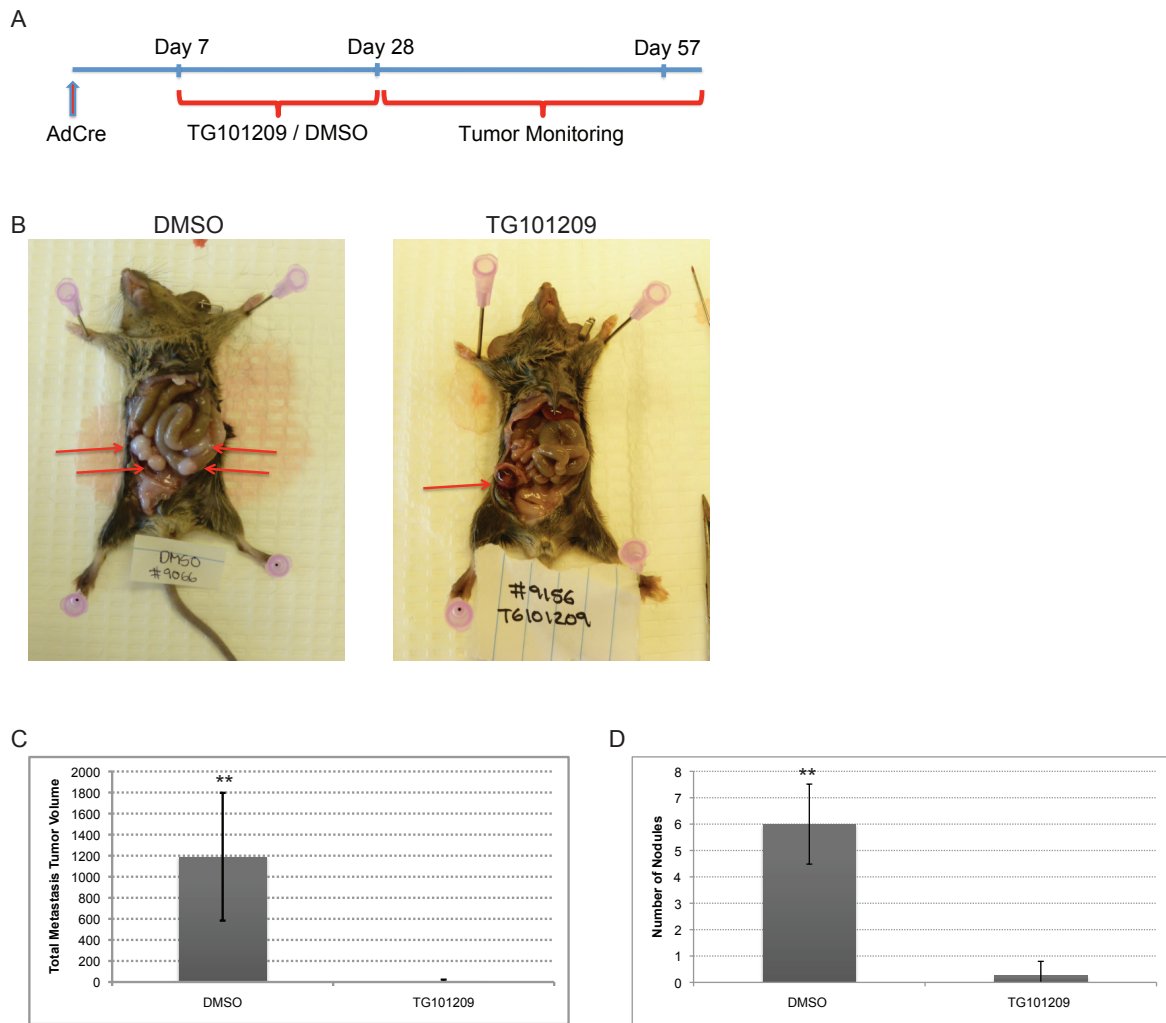 A
Day 7
Day 28
Day 57
AdCre
TG101209 / DMSO
Tumor Monitoring
B
DMSO
TG101209
DMSO
#9066
#9156
TG101209
C
Total Metastasis Tumor Volume
2000
1800
1600
1400
1200
1000
800
600
400
200
0
**
DMSO
TG101209
D
Number of Nodules
8
7
6
5
4
3
2
1
0
**
DMSO
TG101209